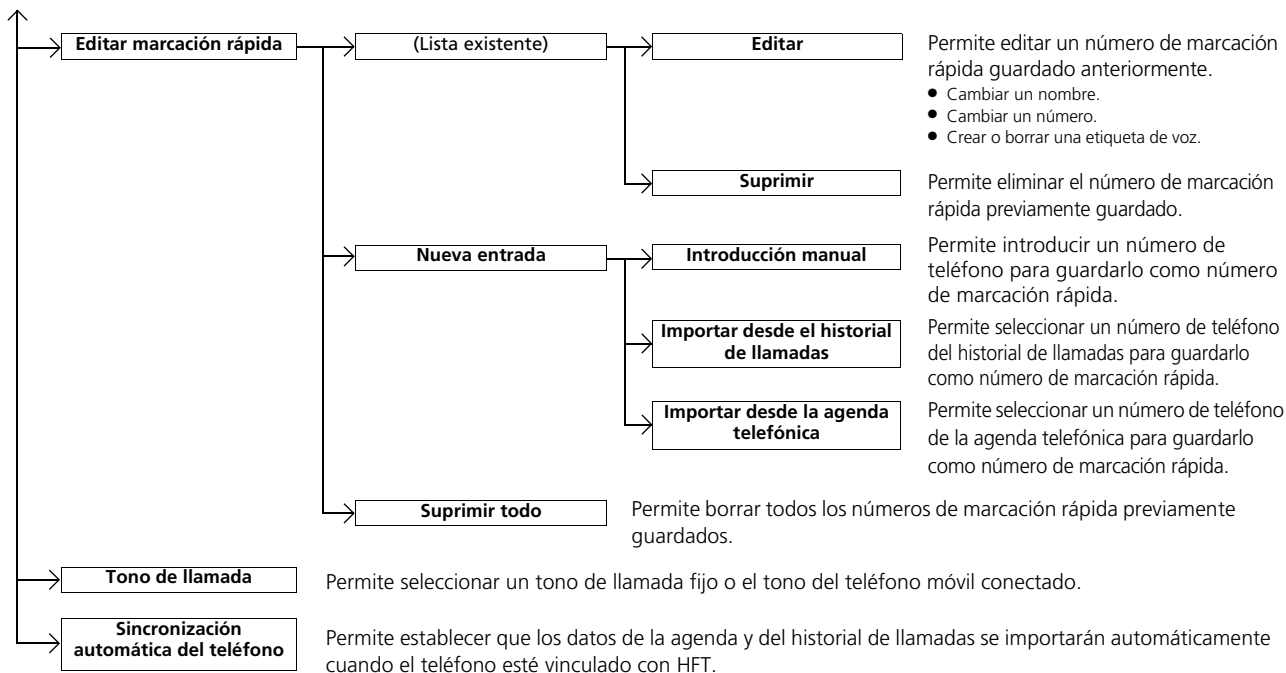 Editar marcación rápida
(Lista existente)
Editar
Permite editar un número de marcación
rápida guardado anteriormente.
● Cambiar un nombre.
● Cambiar un número.
● Crear o borrar una etiqueta de voz.
Suprimir
Permite eliminar el número de marcación
rápida previamente guardado.
Nueva entrada
Introducción manual
Permite introducir un número de
teléfono para guardarlo como número
de marcación rápida.
Importar desde el historial
de llamadas
Permite seleccionar un número de teléfono
del historial de llamadas para guardarlo
como número de marcación rápida.
Importar desde la agenda
telefónica
Permite seleccionar un número de teléfono
de la agenda telefónica para guardarlo
como número de marcación rápida.
Suprimir todo
Permite borrar todos los números de marcación rápida previamente
guardados.
Tono de llamada
Permite seleccionar un tono de llamada fijo o el tono del teléfono móvil conectado.
Sincronización
automática del teléfono
Permite establecer que los datos de la agenda y del historial de llamadas se importarán automáticamente
cuando el teléfono esté vinculado con HFT.